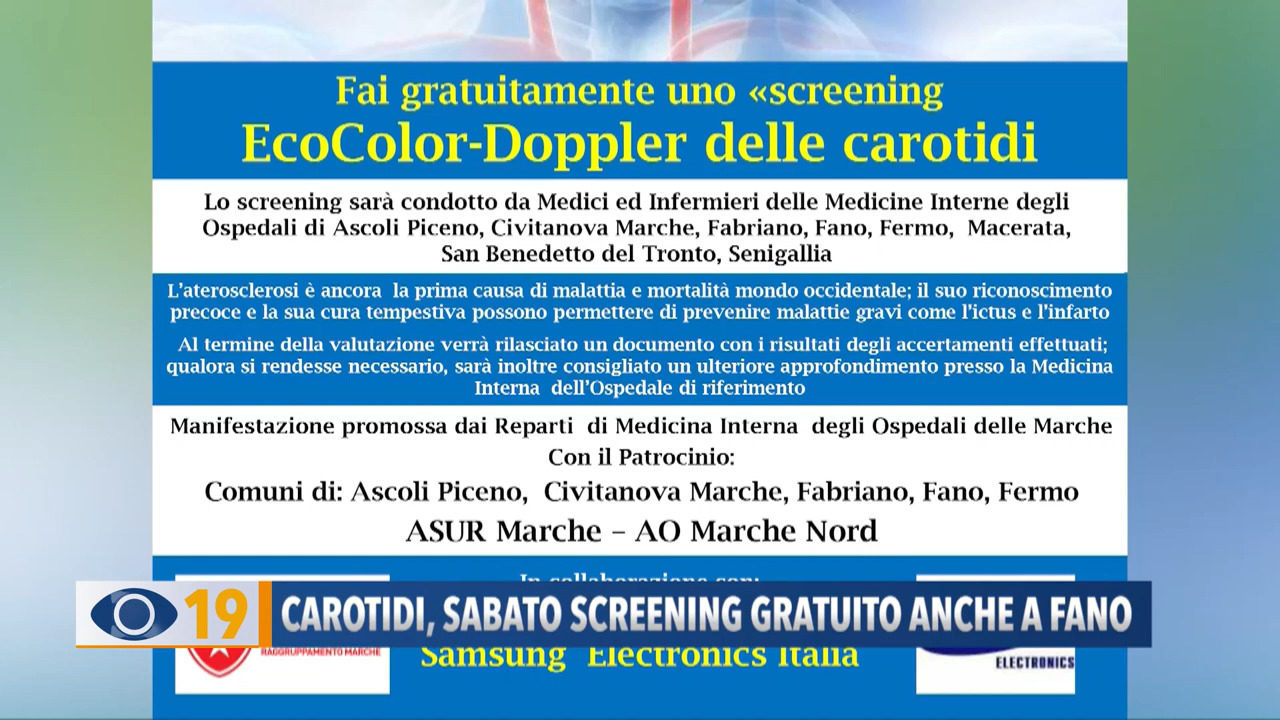 Fai gratuitamente uno «screening
EcoColor-Doppler delle carotidi
Lo screening sarà condotto da Medici ed Infermieri delle Medicine Interne degli
Ospedali di Ascoli Piceno, Civitanova Marche, Fabriano, Fano, Fermo, Macerata,
San Benedetto del Tronto, Senigallia
L'aterosclerosi è ancora la prima causa di malattia e mortalità mondo occidentale; il suo riconoscimento
precoce e la sua cura tempestiva possono permettere di prevenire malattie gravi come l'ictus e l'infarto
Al termine della valutazione verrà rilasciato un documento con i risultati degli accertamenti effettuati;
qualora si rendesse necessario, sarà inoltre consigliato un ulteriore approfondimento presso la Medicina
Interna dell'Ospedale di riferimento
Manifestazione promossa dai Reparti di Medicina Interna degli Ospedali delle Marche
Con il Patrocinio:
Comuni di: Ascoli Piceno, Civitanova Marche, Fabriano, Fano, Fermo
ASUR Marche – AO Marche Nord
In collaborazione con:
19 CAROTIDI, SABATO SCREENING GRATUITO ANCHE A FANO
RAGGRUPPAMENTO MARCHE
Samsung Electronics Italia
ELECTRONICS